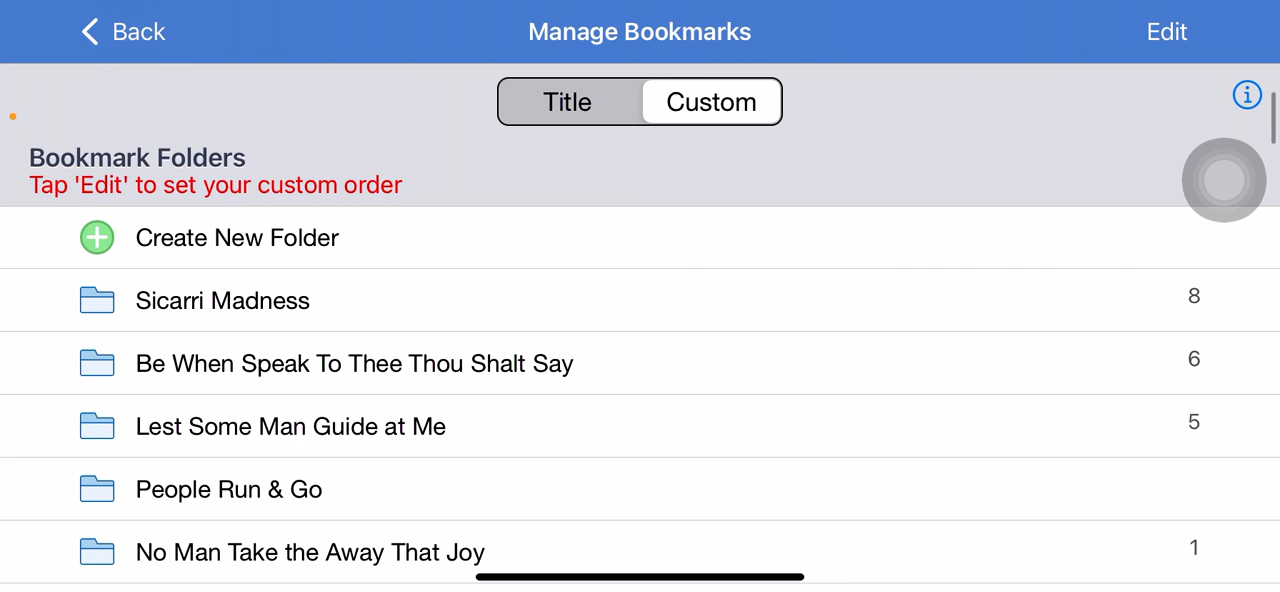 Back
Manage Bookmarks
Edit
Title
Custom
Bookmark Folders
Tap 'Edit' to set your custom order
Create New Folder
Sicarri Madness 8
Be When Speak To Thee Thou Shalt Say 6
Lest Some Man Guide at Me 5
People Run & Go
No Man Take the Away That Joy 1